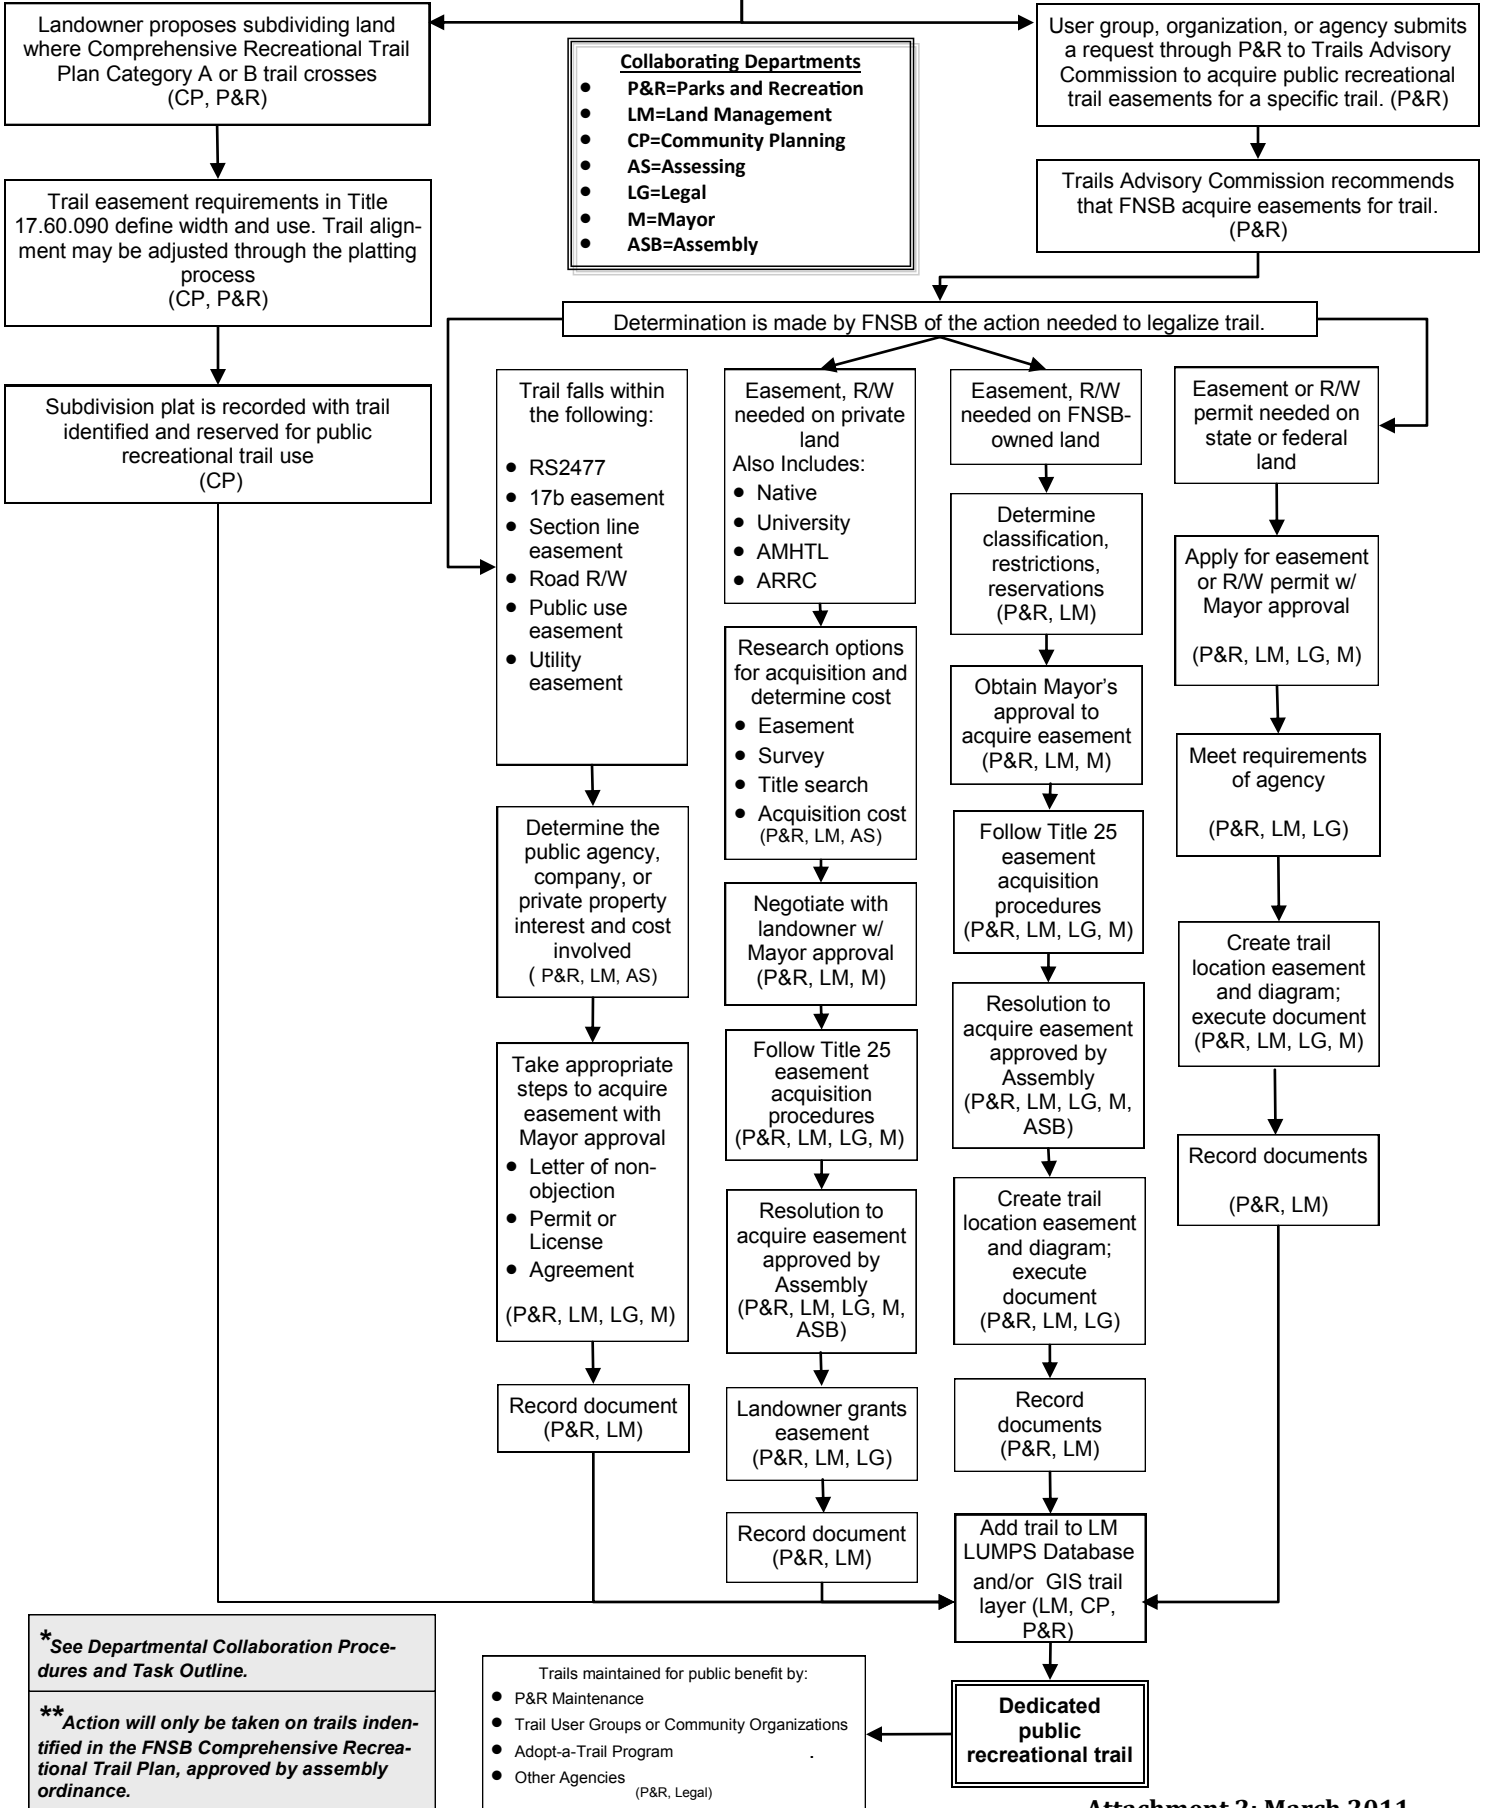 Landowner proposes subdividing land
where Comprehensive Recreational Trail
Plan Category A or B trail crosses
(CP, P&R)
Trail easement requirements in Title
17.60.090 define width and use. Trail align-
ment may be adjusted through the platting
process
(CP, P&R)
Subdivision plat is recorded with trail
identified and reserved for public
recreational trail use
(CP)
Collaborating Departments
● P&R=Parks and Recreation
● LM=Land Management
● CP=Community Planning
● AS=Assessing
● LG=Legal
● M=Mayor
● ASB=Assembly
User group, organization, or agency submits
a request through P&R to Trails Advisory
Commission to acquire public recreational
trail easements for a specific trail. (P&R)
Trails Advisory Commission recommends
that FNSB acquire easements for trail.
(P&R)
Determination is made by FNSB of the action needed to legalize trail.
Trail falls within
the following:
● RS2477
● 17b easement
● Section line
easement
● Road R/W
● Public use
easement
● Utility
easement
Determine the
public agency,
company, or
private property
interest and cost
involved
( P&R, LM, AS)
Take appropriate
steps to acquire
easement with
Mayor approval
● Letter of non-
objection
● Permit or
License
● Agreement
(P&R, LM, LG, M)
Record document
(P&R, LM)
Easement, R/W
needed on private
land
Also Includes:
● Native
● University
● AMHTL
● ARRC
Research options
for acquisition and
determine cost
● Easement
● Survey
● Title search
● Acquisition cost
(P&R, LM, AS)
Negotiate with
landowner w/
Mayor approval
(P&R, LM, M)
Follow Title 25
easement
acquisition
procedures
(P&R, LM, LG, M)
Resolution to
acquire easement
approved by
Assembly
(P&R, LM, LG, M,
ASB)
Landowner grants
easement
(P&R, LM, LG)
Record document
(P&R, LM)
Easement, R/W
needed on FNSB-
owned land
Determine
classification,
restrictions,
reservations
(P&R, LM)
Obtain Mayor’s
approval to
acquire easement
(P&R, LM, M)
Follow Title 25
easement
acquisition
procedures
(P&R, LM, LG, M)
Resolution to
acquire easement
approved by
Assembly
(P&R, LM, LG, M,
ASB)
Create trail
location easement
and diagram;
execute
document
(P&R, LM, LG)
Record
documents
(P&R, LM)
Easement or R/W
permit needed on
state or federal
land
Apply for easement
or R/W permit w/
Mayor approval
(P&R, LM, LG, M)
Meet requirements
of agency
(P&R, LM, LG)
Create trail
location easement
and diagram;
execute document
(P&R, LM, LG, M)
Record documents
(P&R, LM)
Add trail to LM
LUMPS Database
and/or GIS trail
layer (LM, CP,
P&R)
Dedicated
public
recreational trail
Trails maintained for public benefit by:
● P&R Maintenance
● Trail User Groups or Community Organizations
● Adopt-a-Trail Program .
● Other Agencies
(P&R, Legal)
*See Departmental Collaboration Proce-
dures and Task Outline.
**Action will only be taken on trails inden-
tified in the FNSB Comprehensive Recrea-
tional Trail Plan, approved by assembly
ordinance.
Attachment 2: March 2011